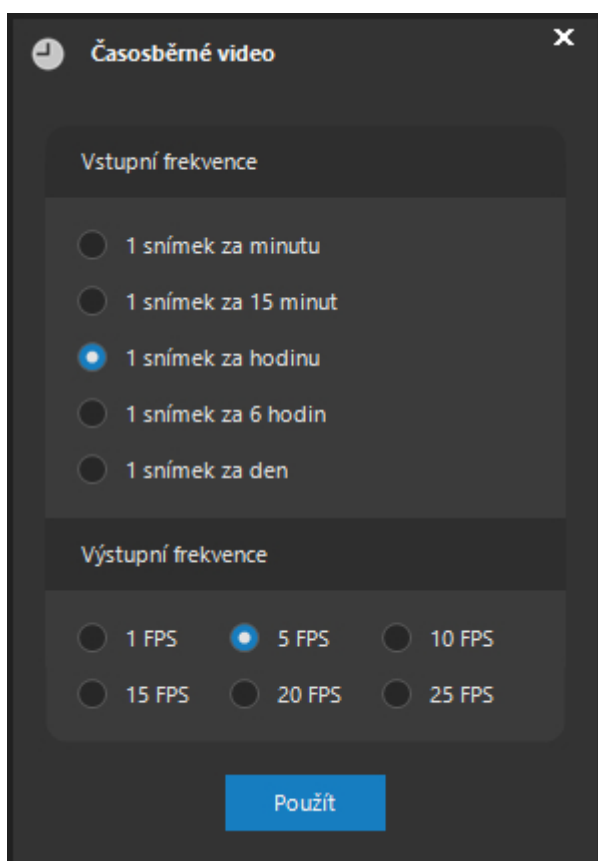 Časosběrné video
Vstupní frekvence
1 snímek za minutu
1 snímek za 15 minut
1 snímek za hodinu
1 snímek za 6 hodin
1 snímek za den
Výstupní frekvence
1 FPS 5 FPS 10 FPS
15 FPS 20 FPS 25 FPS
Použít